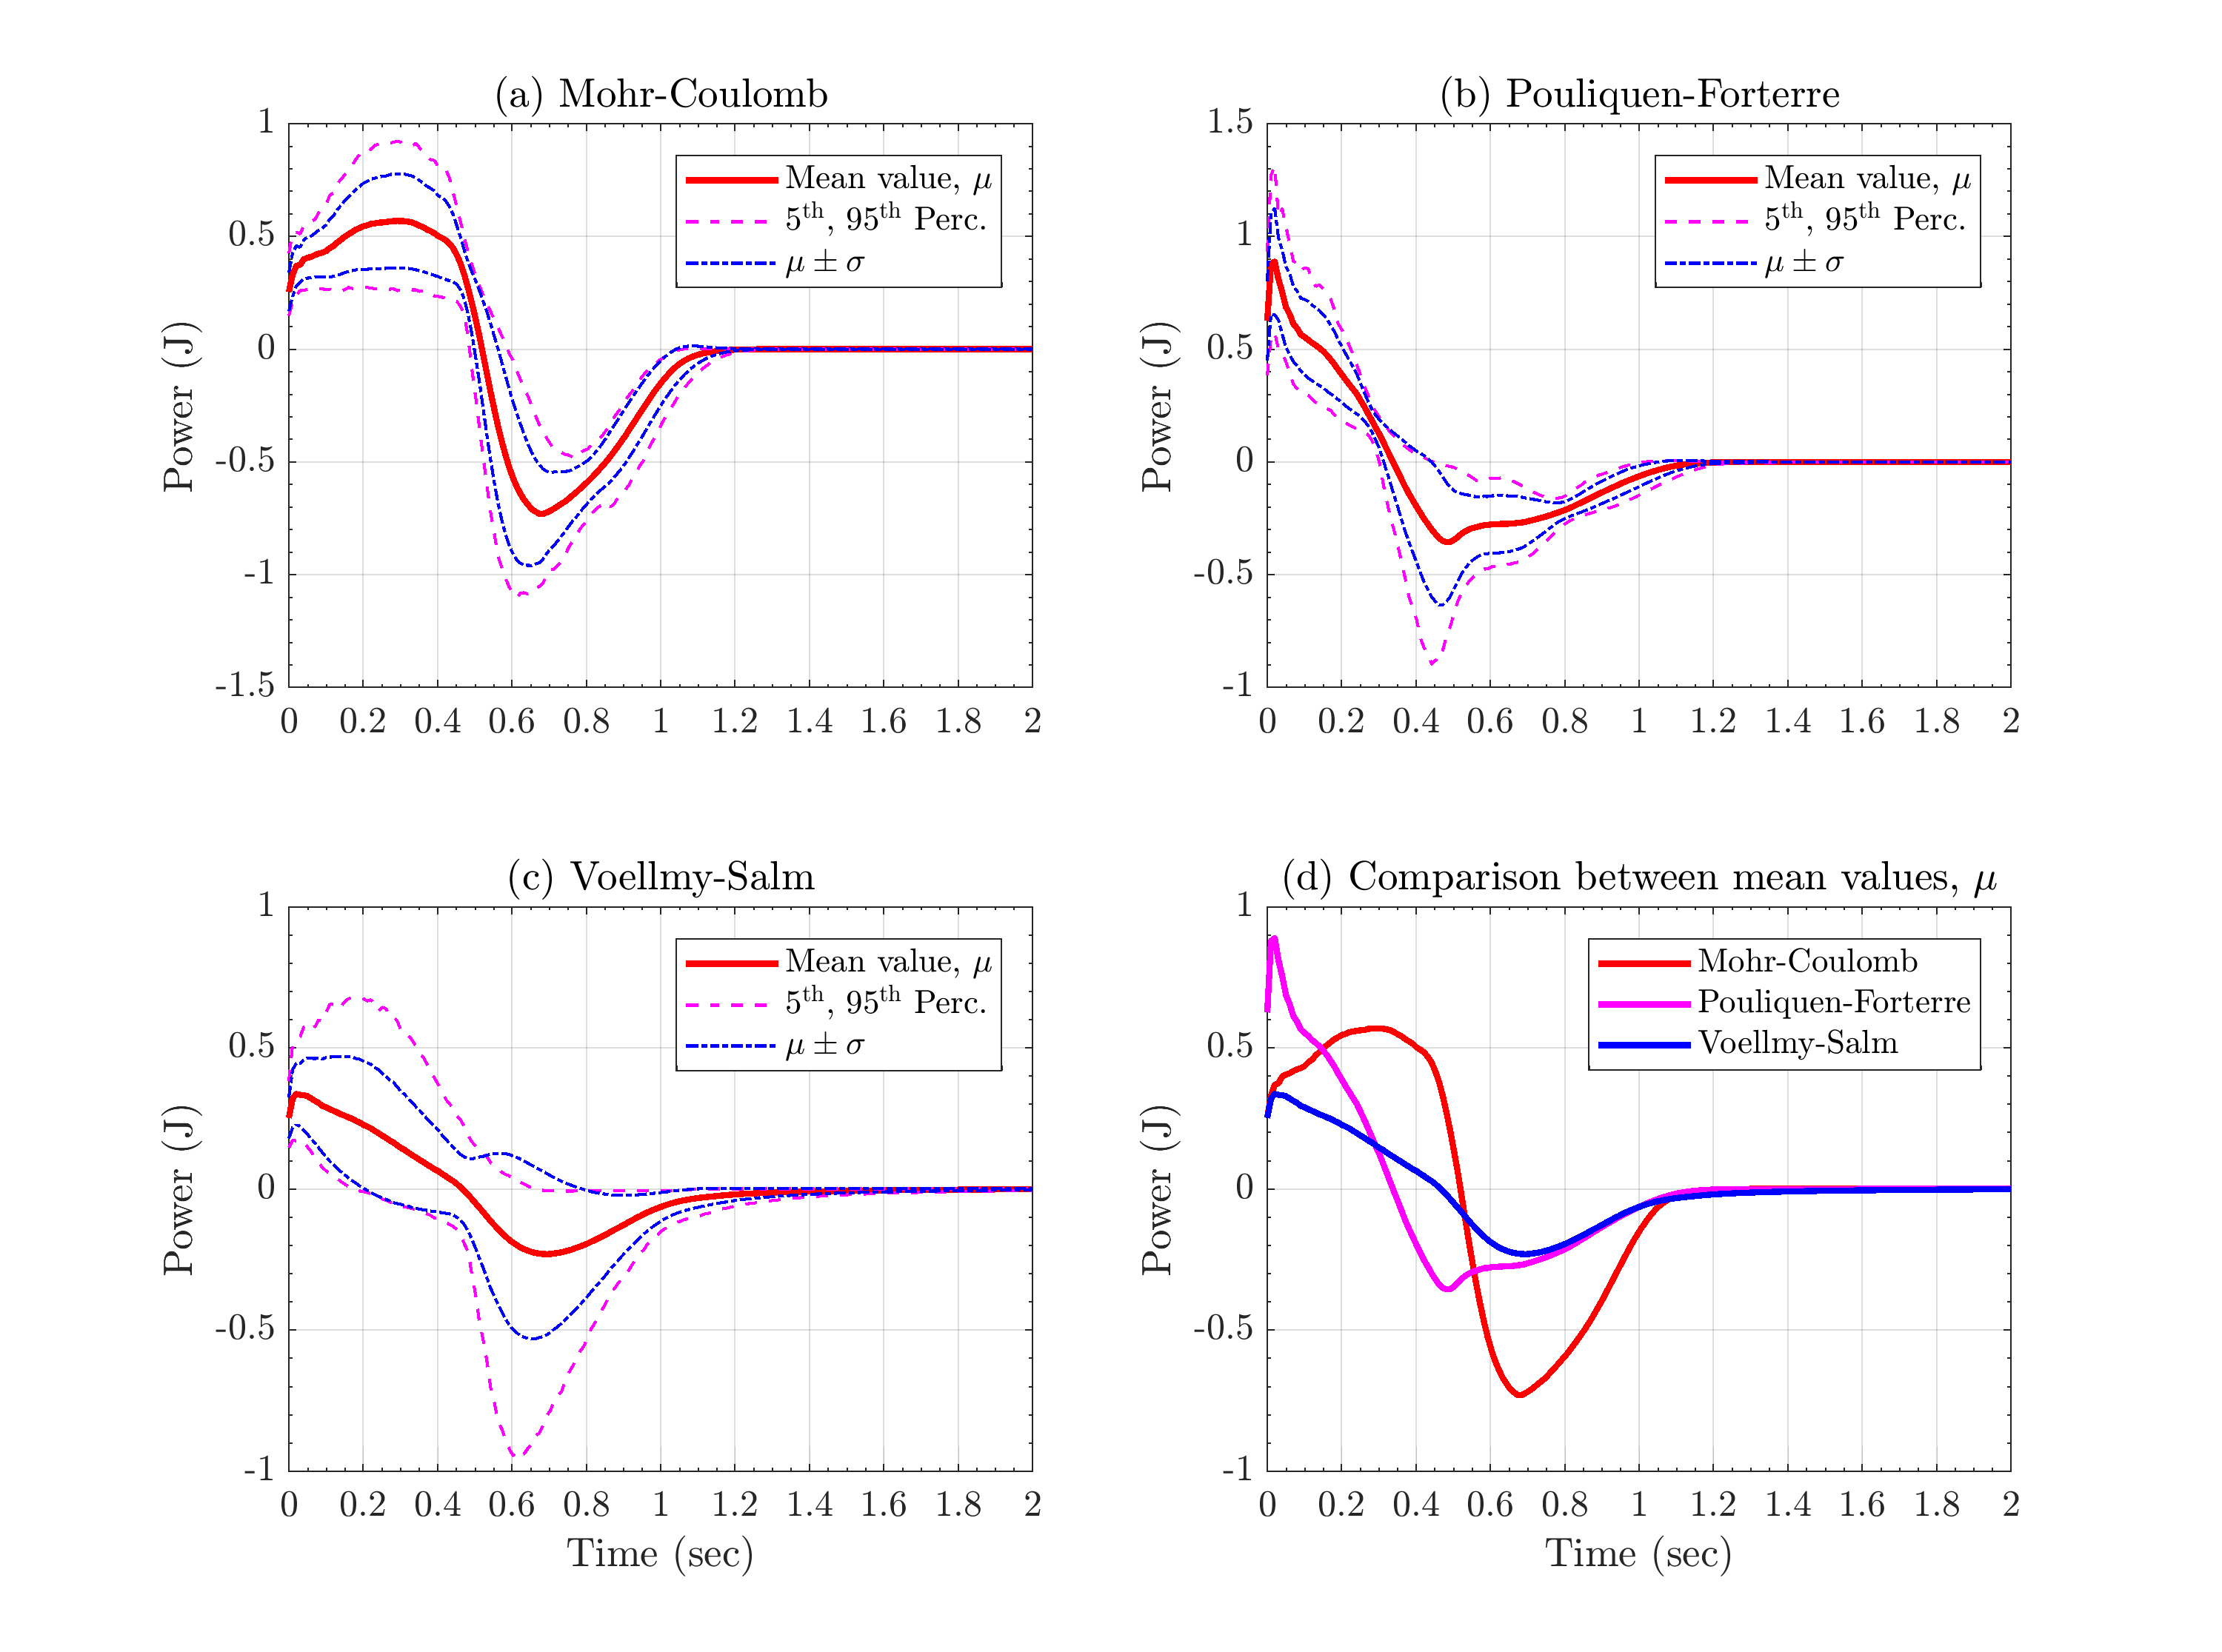 (a) Mohr-Coulomb
1
0.5
0
-0.5
-1
-1.5
Power (J)
Mean value, μ
5th, 95th Perc.
μ ± σ
0 0.2 0.4 0.6 0.8 1 1.2 1.4 1.6 1.8 2
(b) Pouliquen-Forterre
1.5
1
0.5
0
-0.5
-1
Power (J)
Mean value, μ
5th, 95th Perc.
μ ± σ
0 0.2 0.4 0.6 0.8 1 1.2 1.4 1.6 1.8 2
(c) Voellmy-Salm
1
0.5
0
-0.5
-1
Power (J)
Mean value, μ
5th, 95th Perc.
μ ± σ
0 0.2 0.4 0.6 0.8 1 1.2 1.4 1.6 1.8 2
Time (sec)
(d) Comparison between mean values, μ
1
0.5
0
-0.5
-1
Power (J)
Mohr-Coulomb
Pouliquen-Forterre
Voellmy-Salm
0 0.2 0.4 0.6 0.8 1 1.2 1.4 1.6 1.8 2
Time (sec)